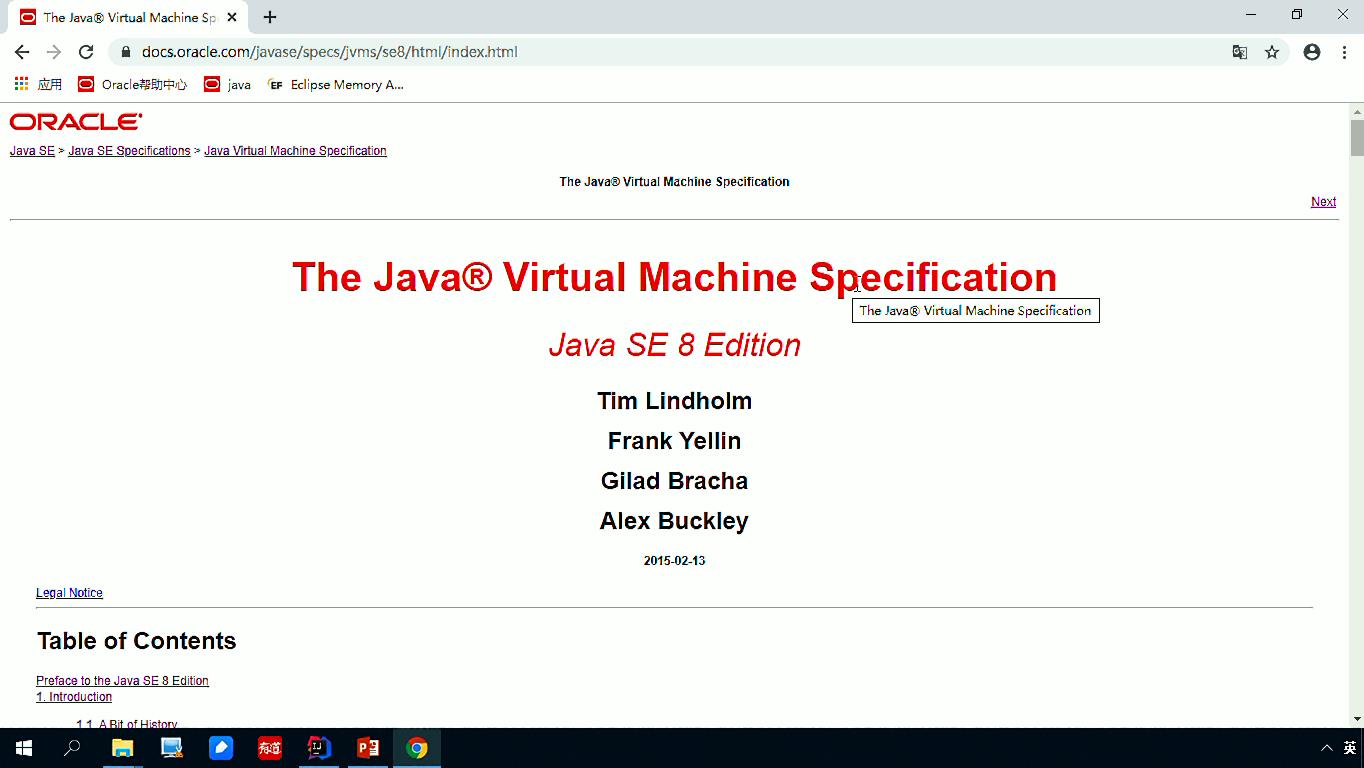 The Java® Virtual Machine Sp
docs.oracle.com/javase/specs/jvms/se8/html/index.html
应用 Oracle帮助中心 java EF Eclipse Memory A...
ORACLE
Java SE > Java SE Specifications > Java Virtual Machine Specification
The Java® Virtual Machine Specification
Next
The Java® Virtual Machine Specification
The Java® Virtual Machine Specification
Java SE 8 Edition
Tim Lindholm
Frank Yellin
Gilad Bracha
Alex Buckley
2015-02-13
Legal Notice
Table of Contents
Preface to the Java SE 8 Edition
1. Introduction
1.1. A Bit of History
有道 IJ P 英